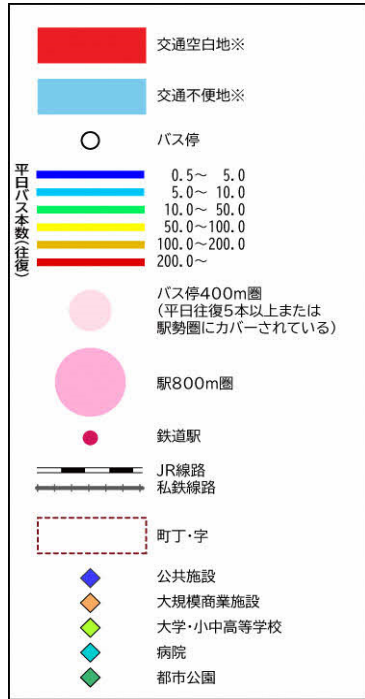 交通空白地※
交通不便地※
バス停
平日バス本数(往復)
0.5～ 5.0
5.0～ 10.0
10.0～ 50.0
50.0～100.0
100.0～200.0
200.0～
バス停400m圏
(平日往復5本以上または
駅勢圏にカバーされている)
駅800m圏
鉄道駅
JR線路
私鉄線路
町丁・字
公共施設
大規模商業施設
大学・小中高等学校
病院
都市公園